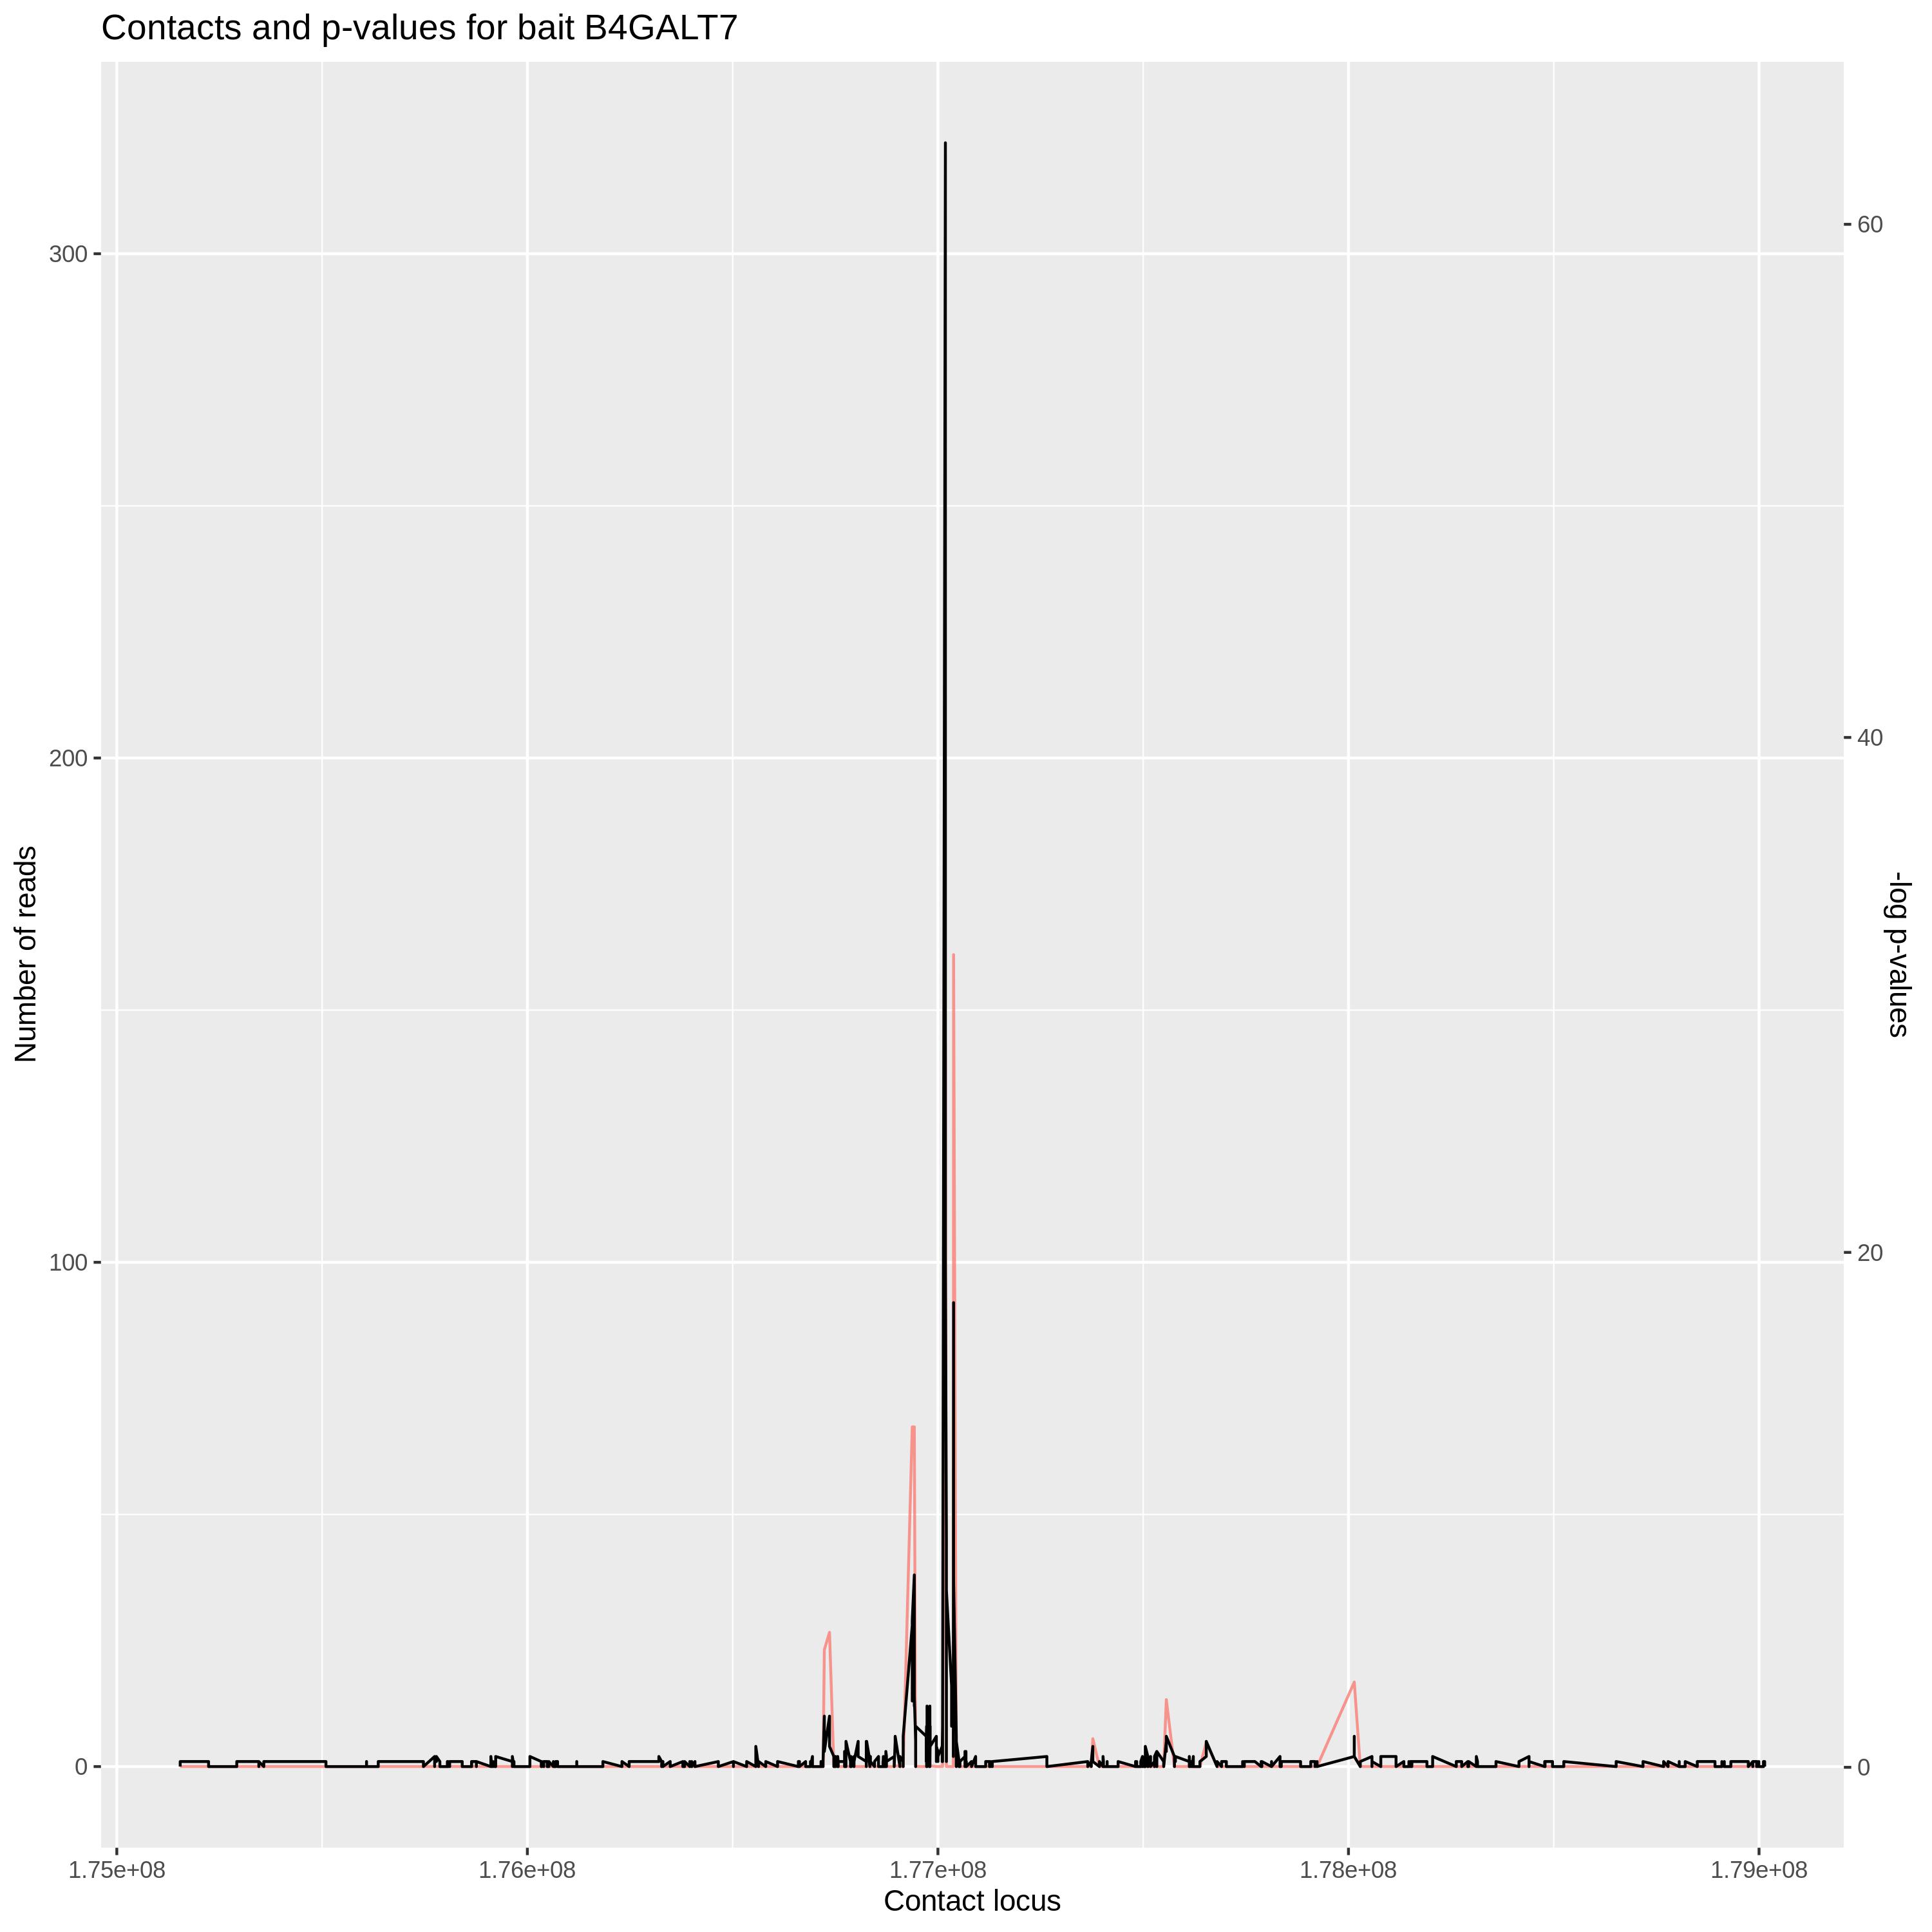 Contacts and p-values for bait B4GALT7
300
200
100
0
60
40
20
0
Number of reads
-log p-values
1.75e+08 1.76e+08 1.77e+08 1.78e+08 1.79e+08
Contact locus